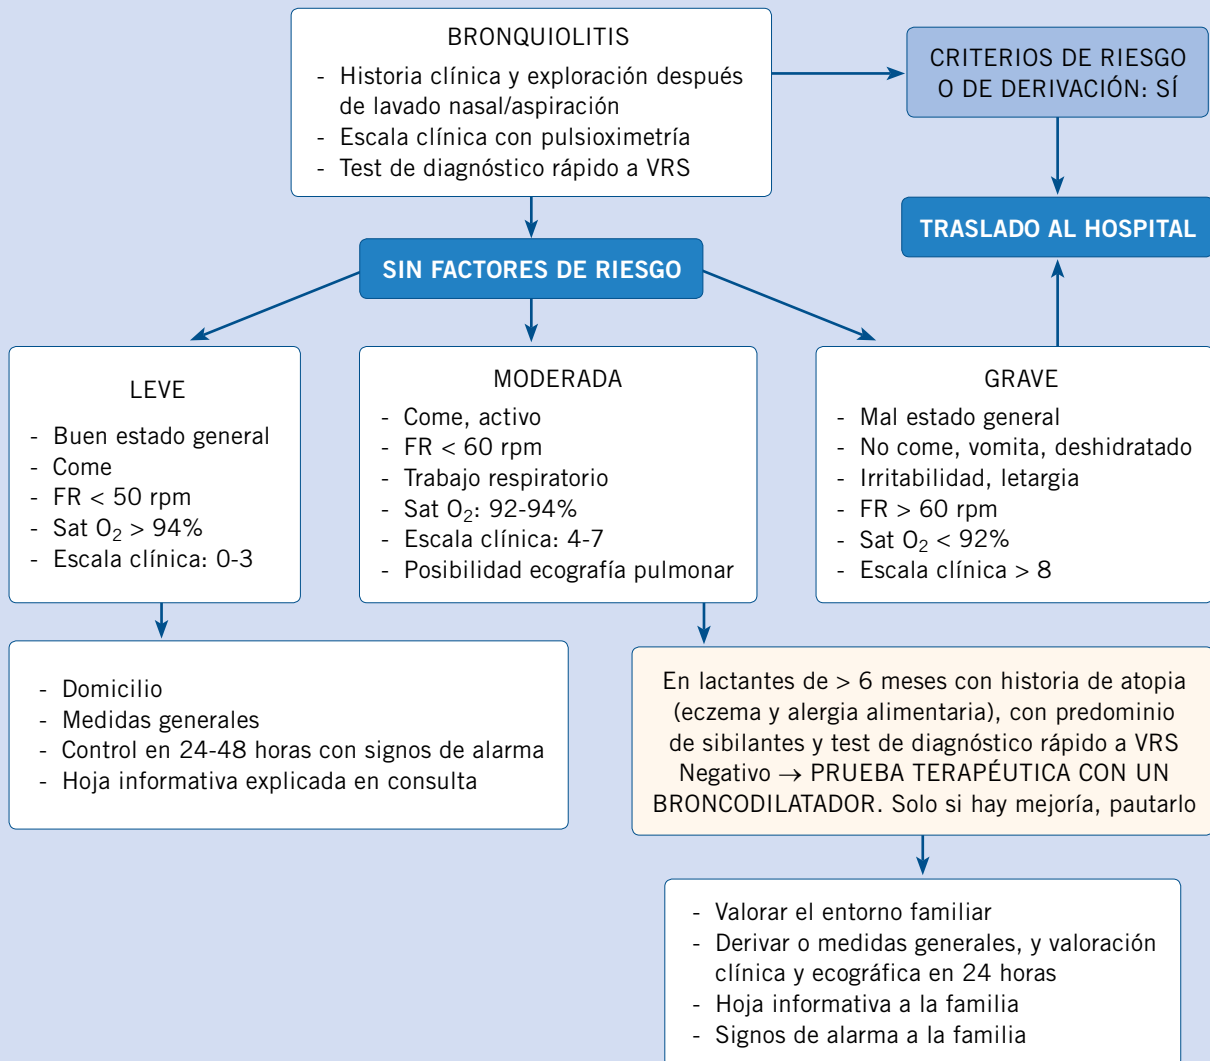 BRONQUIOLITIS
- Historia clínica y exploración después
de lavado nasal/aspiración
- Escala clínica con pulsioximetría
- Test de diagnóstico rápido a VRS
CRITERIOS DE RIESGO
O DE DERIVACIÓN: SÍ
TRASLADO AL HOSPITAL
SIN FACTORES DE RIESGO
LEVE
- Buen estado general
- Come
- FR < 50 rpm
- Sat O₂ > 94%
- Escala clínica: 0-3
MODERADA
- Come, activo
- FR < 60 rpm
- Trabajo respiratorio
- Sat O₂: 92-94%
- Escala clínica: 4-7
- Posibilidad ecografía pulmonar
GRAVE
- Mal estado general
- No come, vomita, deshidratado
- Irritabilidad, letargia
- FR > 60 rpm
- Sat O₂ < 92%
- Escala clínica > 8
- Domicilio
- Medidas generales
- Control en 24-48 horas con signos de alarma
- Hoja informativa explicada en consulta
En lactantes de > 6 meses con historia de atopia
(eczema y alergia alimentaria), con predominio
de sibilantes y test de diagnóstico rápido a VRS
Negativo → PRUEBA TERAPÉUTICA CON UN
BRONCODILATADOR. Solo si hay mejoría, pautarlo
- Valorar el entorno familiar
- Derivar o medidas generales, y valoración
clínica y ecográfica en 24 horas
- Hoja informativa a la familia
- Signos de alarma a la familia